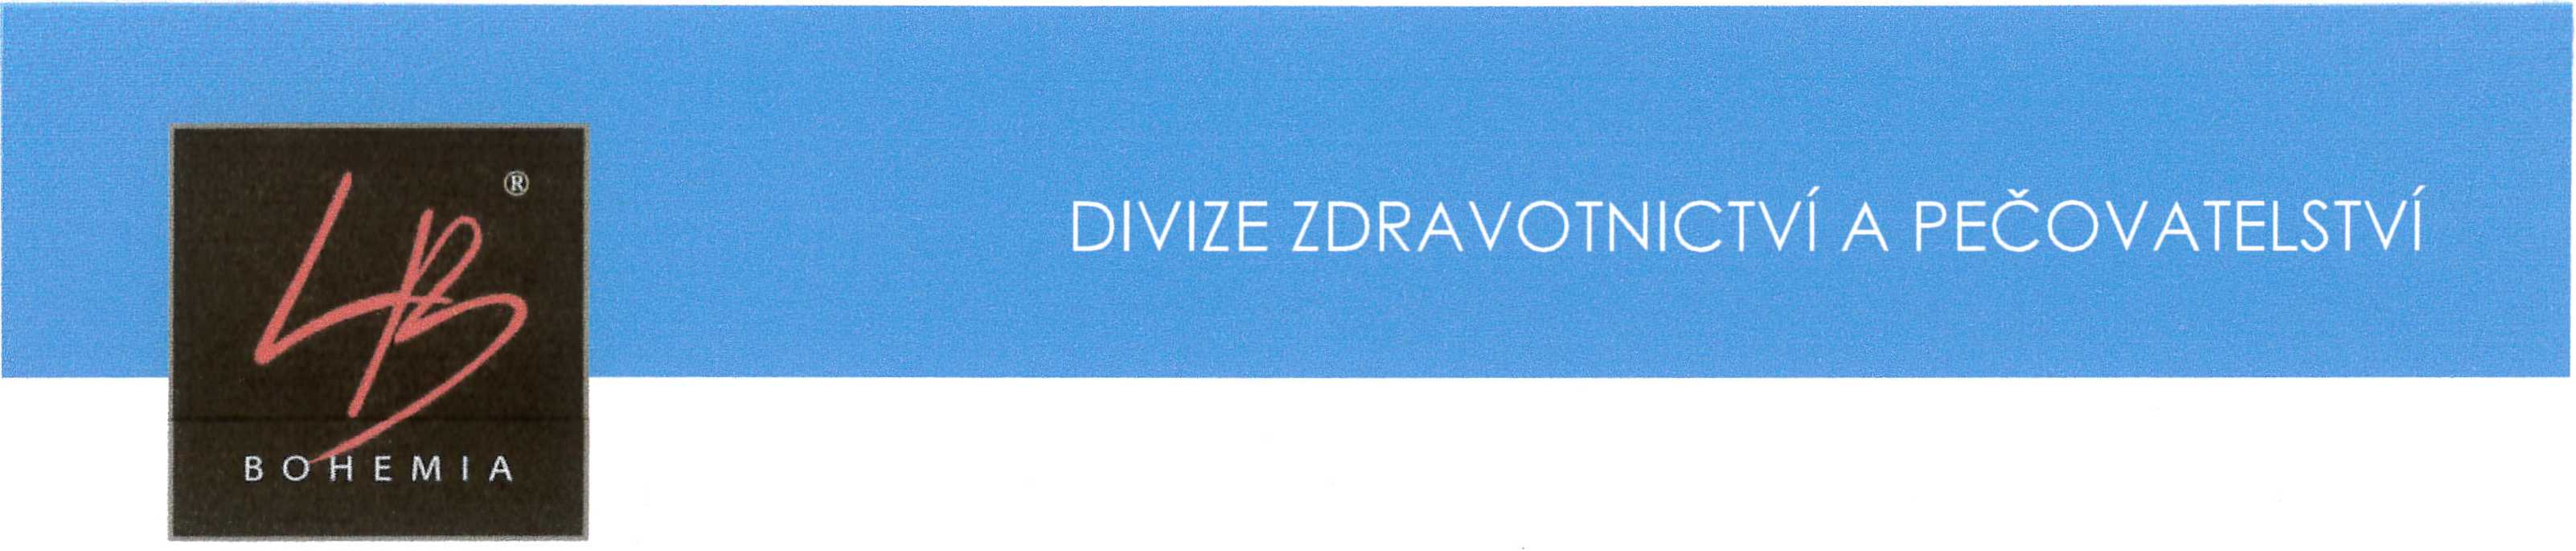 DIVIZE ZDRAVOTNICTVÍ A PEČOVATELSTVÍ
LB ®
BOHEMIA